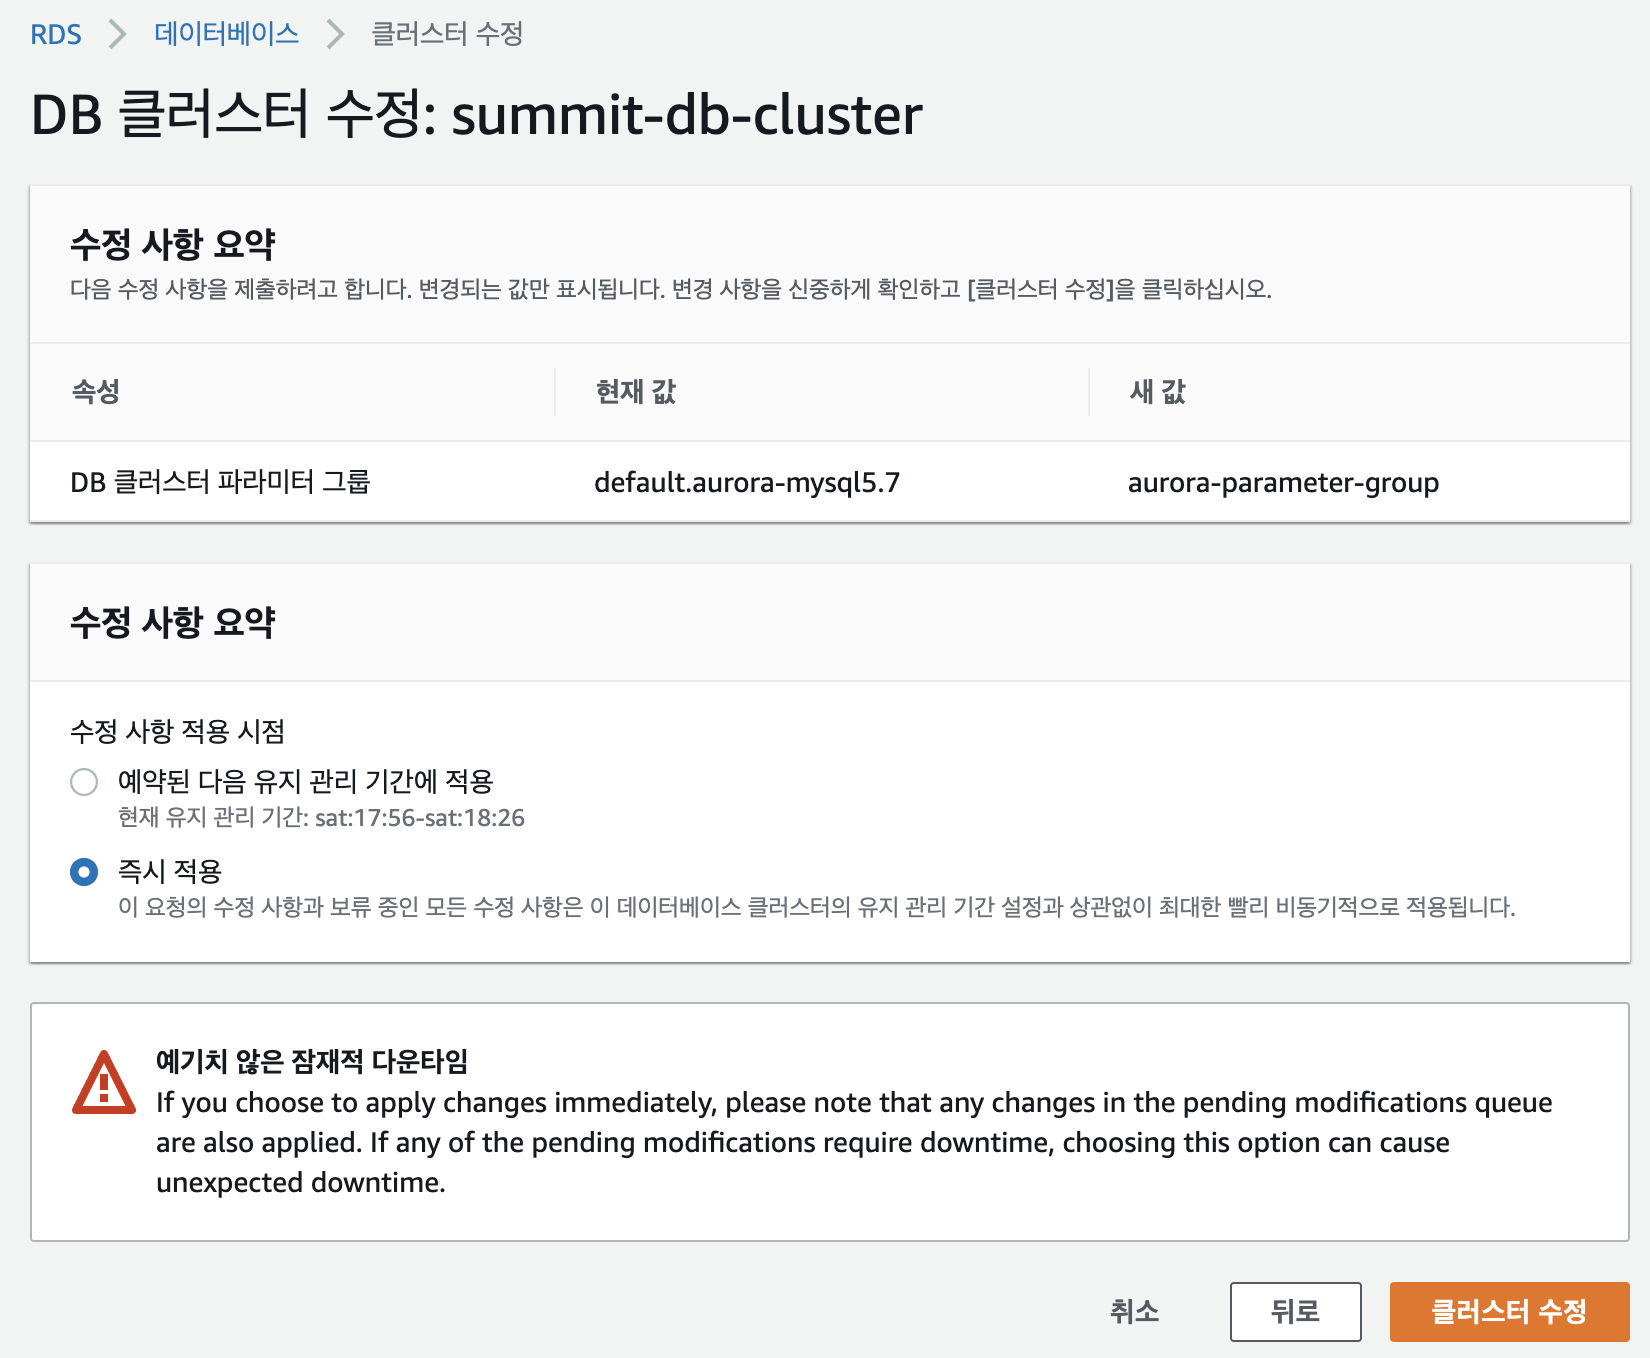 RDS > 데이터베이스 > 클러스터 수정
DB 클러스터 수정: summit-db-cluster
수정 사항 요약
다음 수정 사항을 제출하려고 합니다. 변경되는 값만 표시됩니다. 변경 사항을 신중하게 확인하고 [클러스터 수정]을 클릭하십시오.
속성 현재 값 새 값
DB 클러스터 파라미터 그룹 default.aurora-mysql5.7 aurora-parameter-group
수정 사항 요약
수정 사항 적용 시점
예약된 다음 유지 관리 기간에 적용
현재 유지 관리 기간: sat:17:56-sat:18:26
즉시 적용
이 요청의 수정 사항과 보류 중인 모든 수정 사항은 이 데이터베이스 클러스터의 유지 관리 기간 설정과 상관없이 최대한 빨리 비동기적으로 적용됩니다.
예기치 않은 잠재적 다운타임
If you choose to apply changes immediately, please note that any changes in the pending modifications queue
are also applied. If any of the pending modifications require downtime, choosing this option can cause
unexpected downtime.
취소 뒤로 클러스터 수정